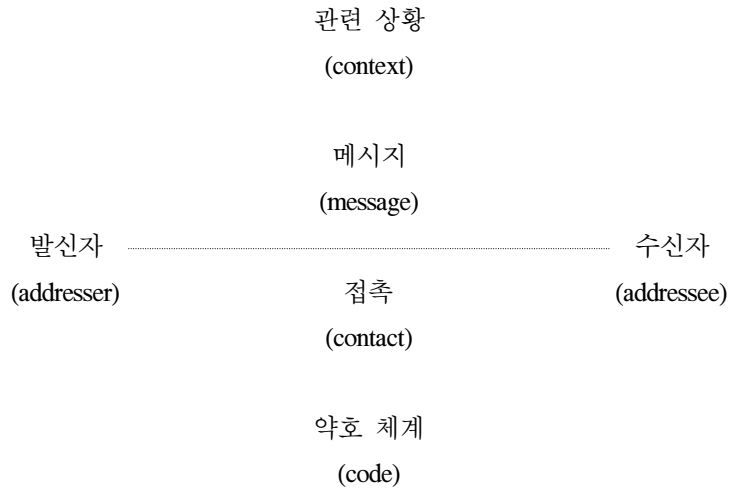 관련 상황
(context)
메시지
(message)
발신자 수신자
(addresser) 접촉 (addressee)
(contact)
약호 체계
(code)